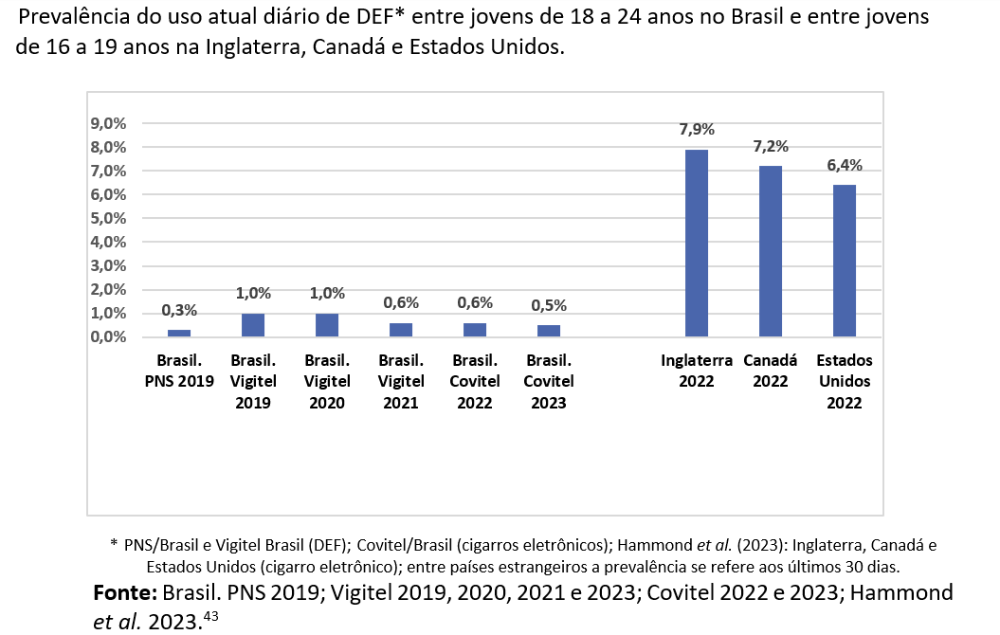 Prevalência do uso atual diário de DEF* entre jovens de 18 a 24 anos no Brasil e entre jovens
de 16 a 19 anos na Inglaterra, Canadá e Estados Unidos.
9,0%
8,0%
7,0%
6,0%
5,0%
4,0%
3,0%
2,0%
1,0%
0,0%
0,3%
1,0%
1,0%
0,6%
0,6%
0,5%
7,9%
7,2%
6,4%
Brasil.
PNS 2019
Brasil.
Vigitel
2019
Brasil.
Vigitel
2020
Brasil.
Vigitel
2021
Brasil.
Covitel
2022
Brasil.
Covitel
2023
Inglaterra
2022
Canadá
2022
Estados
Unidos
2022
* PNS/Brasil e Vigitel Brasil (DEF); Covitel/Brasil (cigarros eletrônicos); Hammond et al. (2023): Inglaterra, Canadá e
Estados Unidos (cigarro eletrônico); entre países estrangeiros a prevalência se refere aos últimos 30 dias.
Fonte: Brasil. PNS 2019; Vigitel 2019, 2020, 2021 e 2023; Covitel 2022 e 2023; Hammond
et al. 2023.43